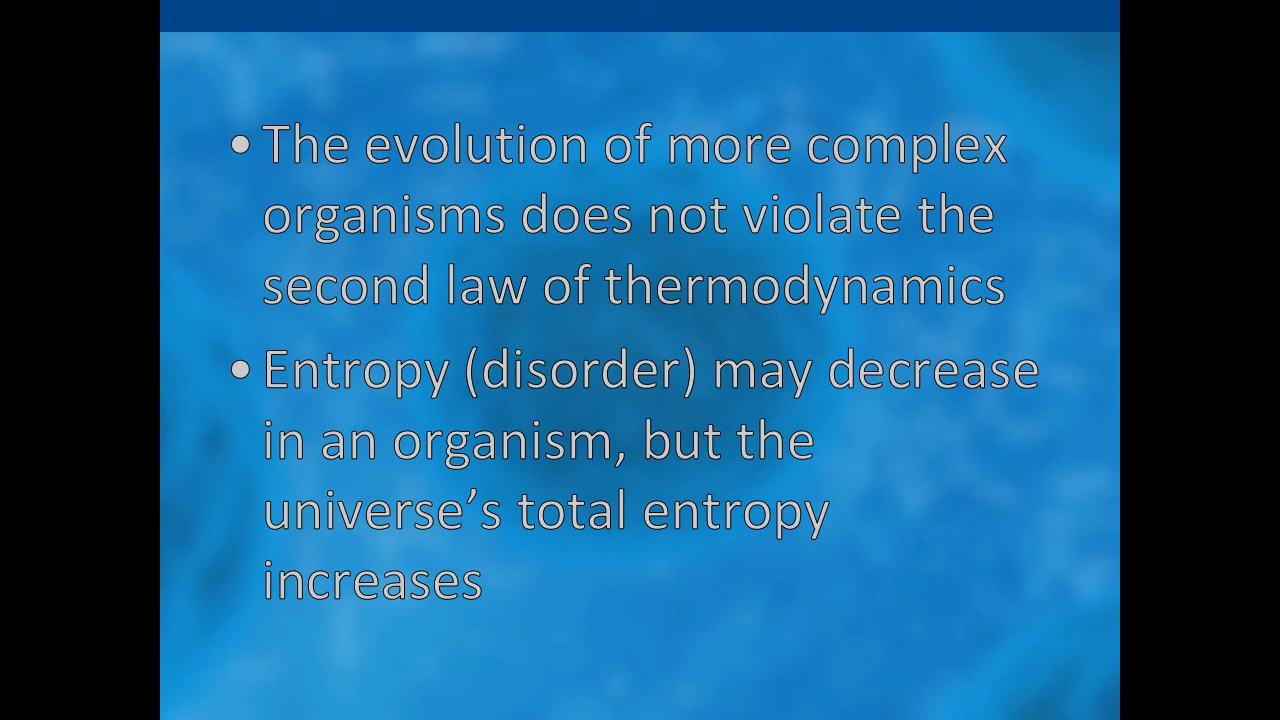 • The evolution of more complex
organisms does not violate the
second law of thermodynamics
• Entropy (disorder) may decrease
in an organism, but the
universe’s total entropy
increases